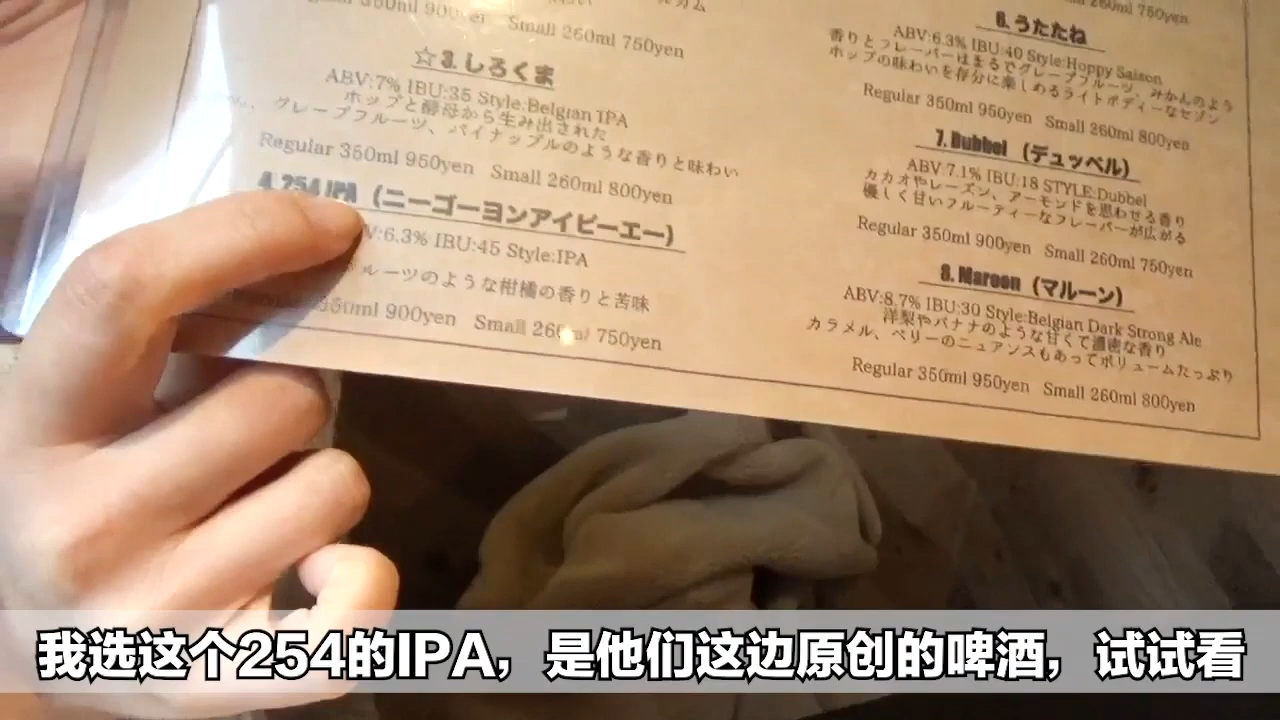 Small 260ml 750yen
☆3.しろくま
ABV:7% IBU:35 Style:Belgian IPA
ホップと酵母から生み出された
グレープフルーツ、パイナップルのような香りと味わい
Regular 350ml 950yen Small 260ml 800yen
4.254 IPA (ニーゴーヨンアイピーエー)
6.3% IBU:45 Style:IPA
ルーツのような柑橘の香りと苦味
350ml 900yen Small 260ml 750yen
750yen
6.うたたね
ABV:6.3% IBU:40 Style:Hoppy Saison
香りとフレーバーはまるでグレープフルーツ、みかんのよう
ホップの味わいを存分に楽しめるライトボディーなセゾン
Regular 350ml 950yen Small 260ml 800yen
7.Dubbel (デュッベル)
ABV:7.1% IBU:18 STYLE:Dubbel
カカオやレーズン、アーモンドを思わせる香り
優しく甘いフルーティーなフレーバーが広がる
Regular 350ml 900yen Small 260ml 750yen
8.Maroon (マルーン)
ABV:8.7% IBU:30 Style:Belgian Dark Strong Ale
洋梨やバナナのような甘くて濃密な香り
カラメル、ベリーのニュアンスもあってボリュームたっぷり
Regular 350ml 950yen Small 260ml 800yen
我选这个254的IPA，是他们这边原创的啤酒，试试看